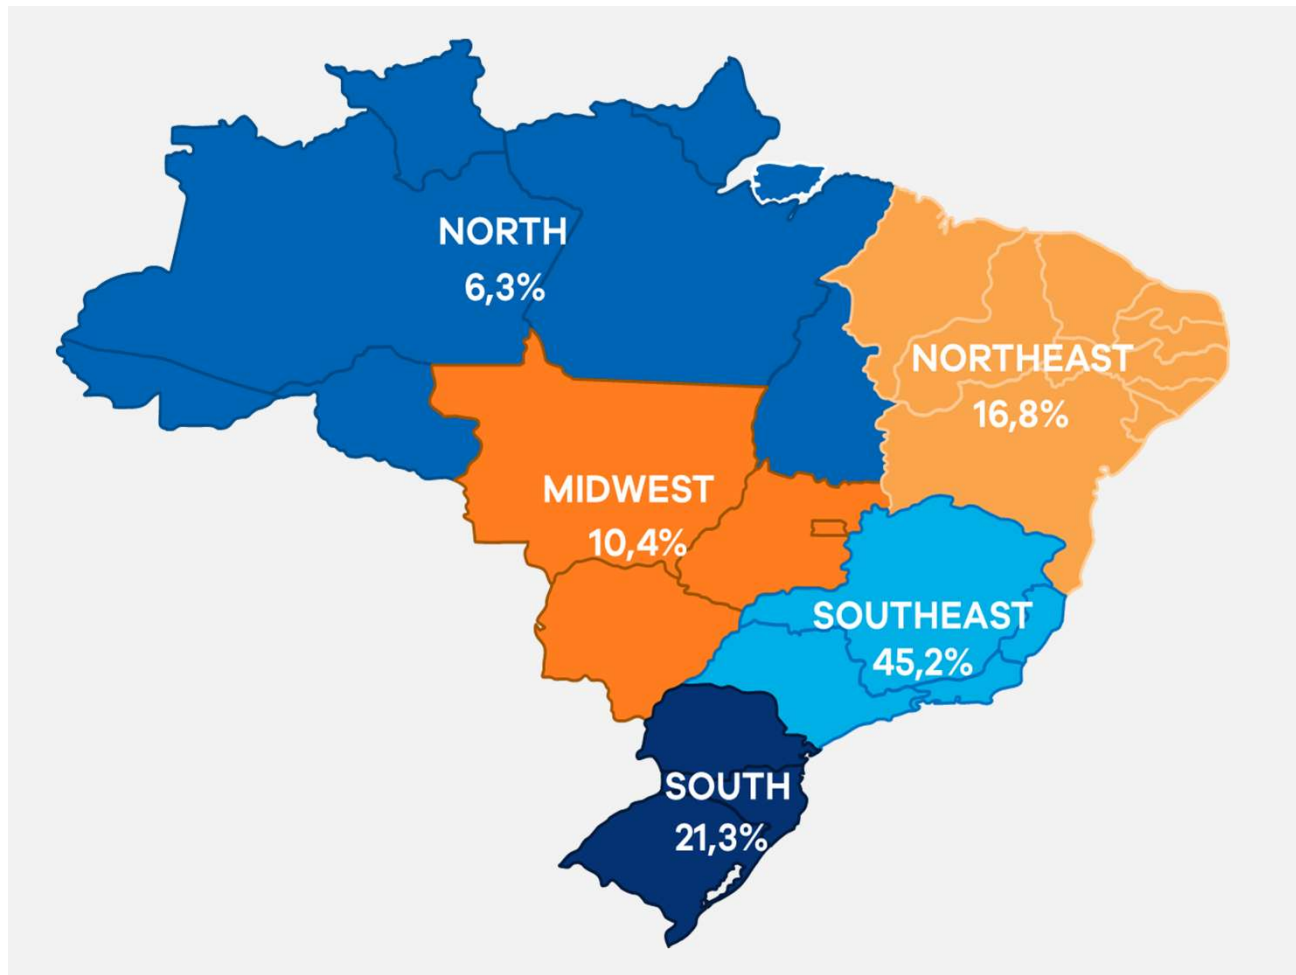 NORTH
6,3%
NORTHEAST
16,8%
MIDWEST
10,4%
SOUTHEAST
45,2%
SOUTH
21,3%